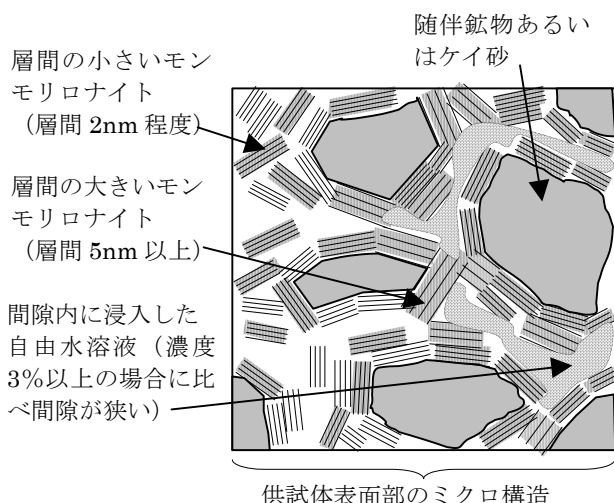 随伴鉱物あるい
はケイ砂
層間の小さいモン
モリロナイト
（層間 2nm 程度）
層間の大きいモン
モリロナイト
（層間 5nm 以上）
間隙内に浸入した
自由水溶液（濃度
3%以上の場合に比
べ間隙が狭い）
供試体表面部のミクロ構造